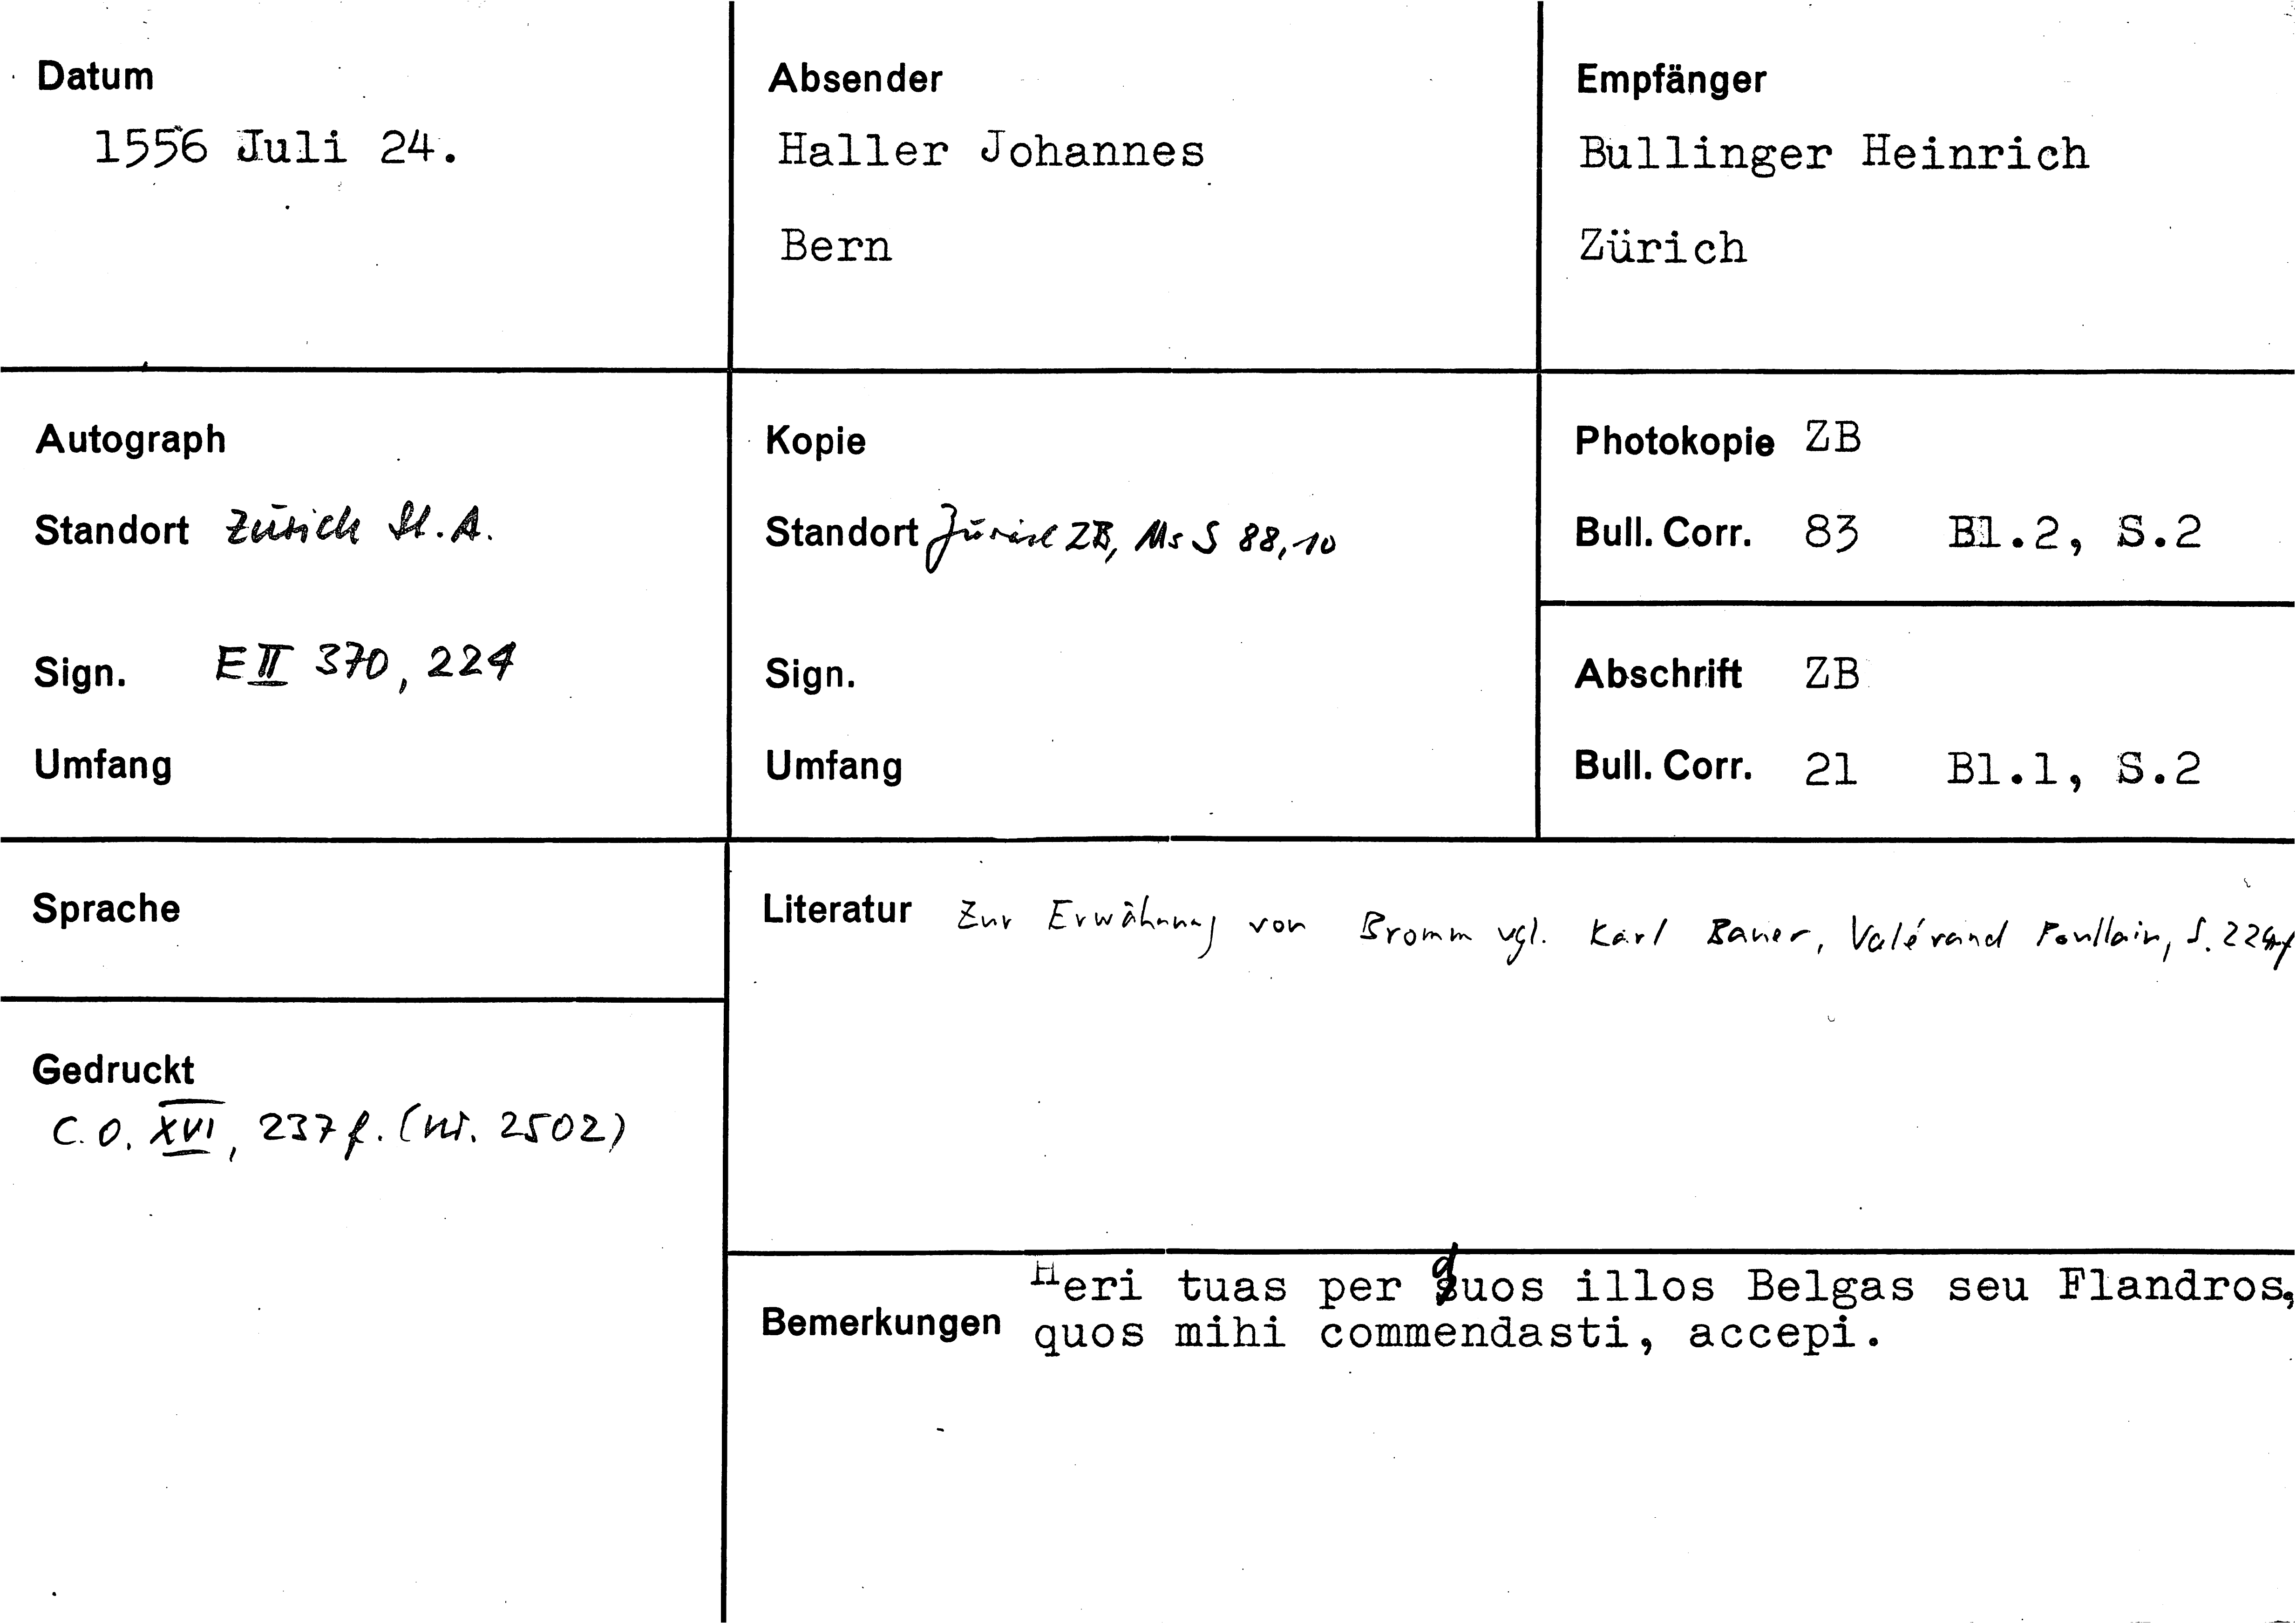 Datum
1556 Juli 24.
Absender
Haller Johannes
Bern
Empfänger
Bullinger Heinrich
Zürich
Autograph
Standort Zürich St.A.
Sign. E II 370, 224
Umfang
Kopie
Standort Zürich ZB, Ms S 88,10
Sign.
Umfang
Photokopie ZB
Bull. Corr. 83 Bl.2, S.2
Abschrift ZB
Bull. Corr. 21 Bl.1, S.2
Sprache
Gedruckt
C.O. XVI, 237f. (Nr. 2502)
Literatur Zur Erwähnung von Bromm vgl. Karl Bauer, Valérand Poullain, S. 224f
Bemerkungen Heri tuas per quos illos Belgas seu Flandros,
quos mihi commendasti, accepi.